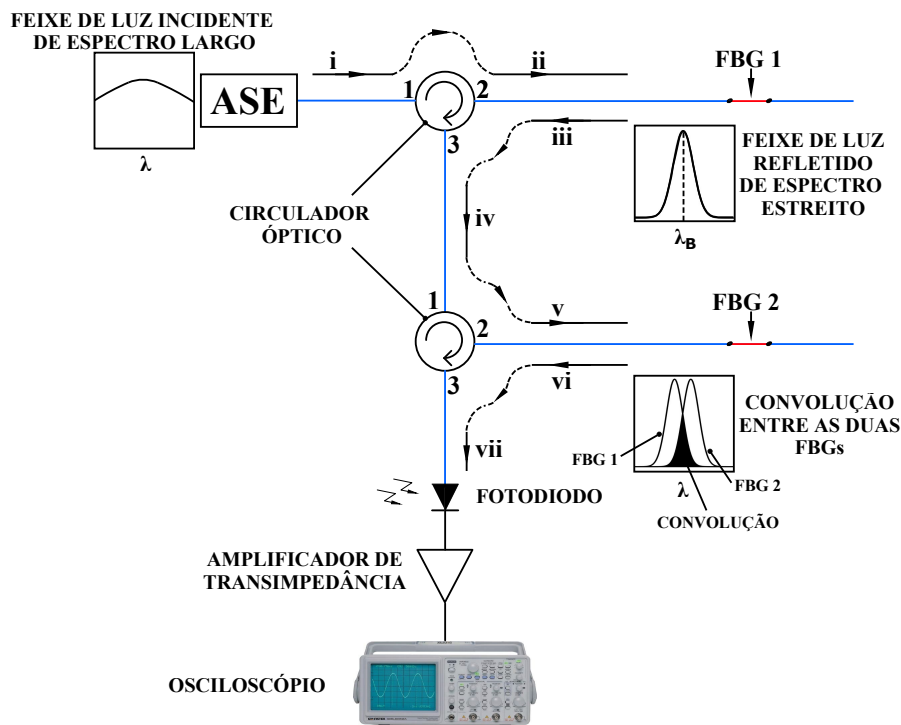 FEIXE DE LUZ INCIDENTE
DE ESPECTRO LARGO
λ
ASE
i
ii
1
2
3
FBG 1
iii
iv
FEIXE DE LUZ
REFLETIDO
DE ESPECTRO
ESTREITO
λB
CIRCULADOR
ÓPTICO
1
2
3
v
FBG 2
vi
vii
CONVOLUÇÃO
ENTRE AS DUAS
FBGs
FBG 1
λ
FBG 2
CONVOLUÇÃO
FOTODIODO
AMPLIFICADOR DE
TRANSIMPEDÂNCIA
OSCILOSCÓPIO